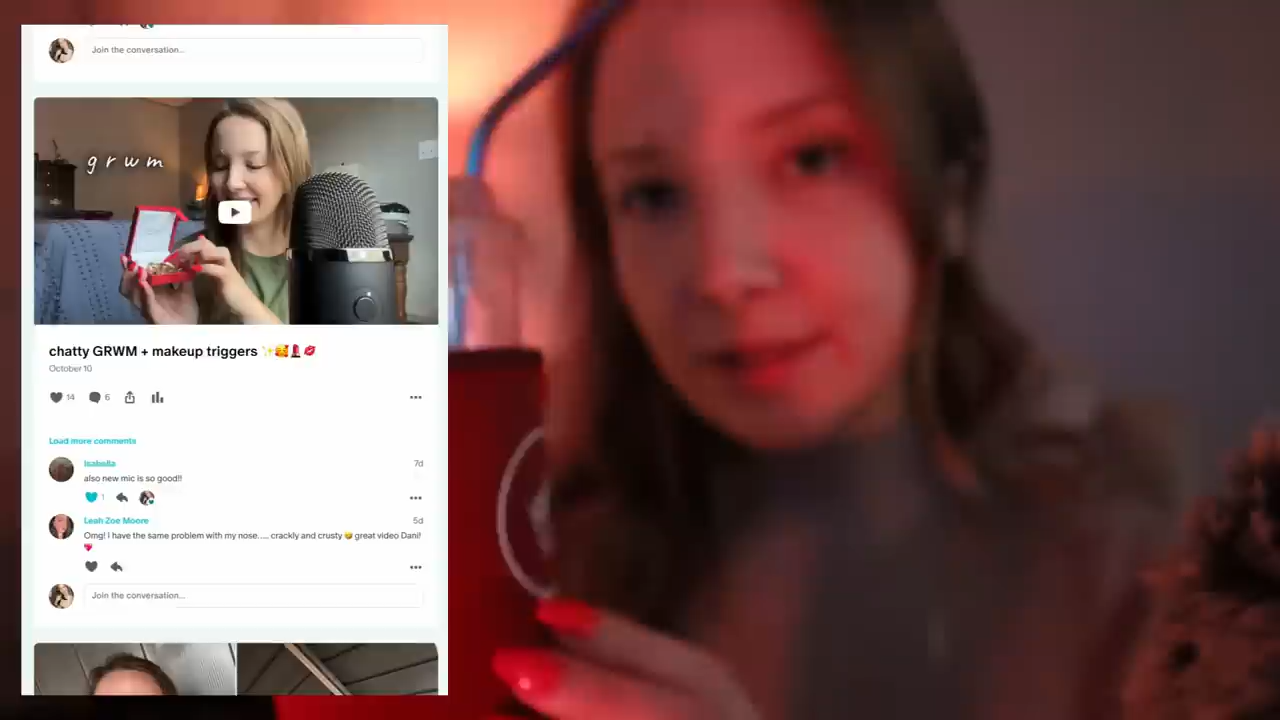 Join the conversation...
g r w m
chatty GRWM + makeup triggers ✨🥰💄💋
October 10
14
6
Load more comments
Isabella
7d
also new mic is so good!!
1
Leah Zoe Moore
5d
Omg! I have the same problem with my nose..... crackly and crusty 🤣 great video Dani!
💖
Join the conversation...